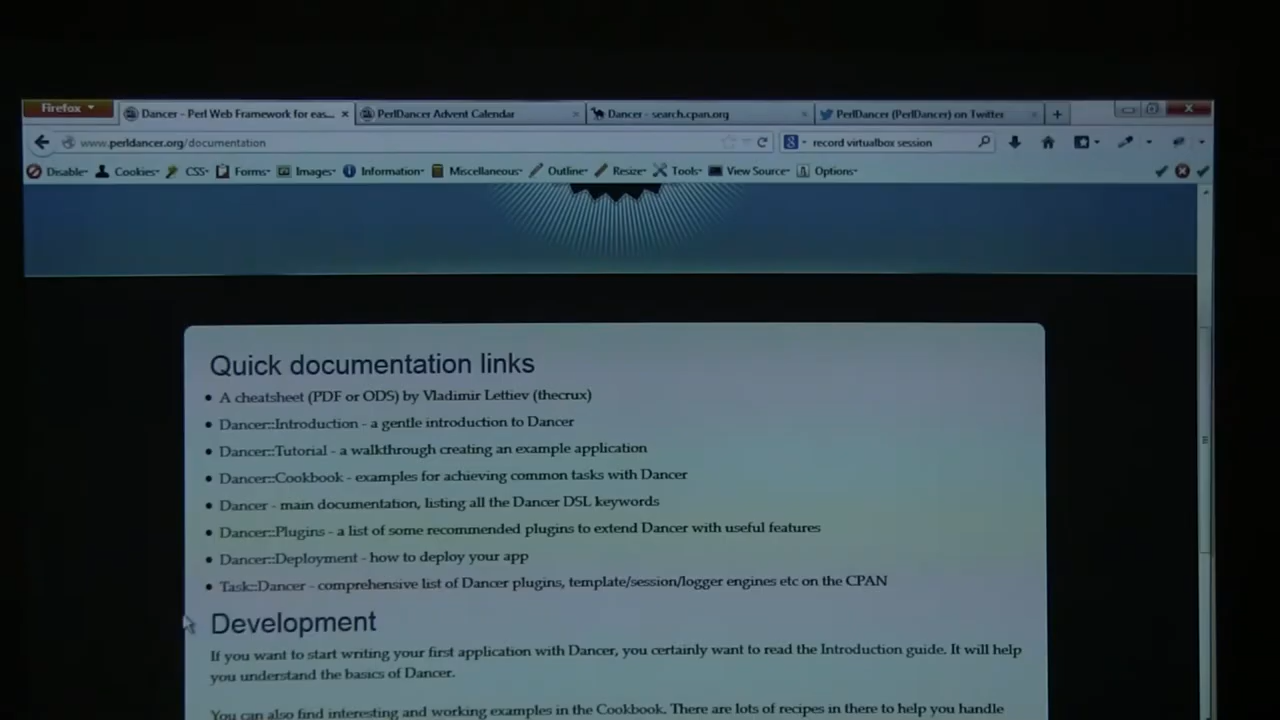 Firefox
Dancer - Perl Web Framework for eas...
PerlDancer Advent Calendar
Dancer - search.cpan.org
PerlDancer (PerlDancer) on Twitter
www.perldancer.org/documentation
record virtualbox session
Disable Cookies CSS Forms Images Information Miscellaneous Outline Resize Tools View Source Options
Quick documentation links
• A cheatsheet (PDF or ODS) by Vladimir Lettiev (thecrux)
• Dancer::Introduction - a gentle introduction to Dancer
• Dancer::Tutorial - a walkthrough creating an example application
• Dancer::Cookbook - examples for achieving common tasks with Dancer
• Dancer - main documentation, listing all the Dancer DSL keywords
• Dancer::Plugins - a list of some recommended plugins to extend Dancer with useful features
• Dancer::Deployment - how to deploy your app
• Task::Dancer - comprehensive list of Dancer plugins, template/session/logger engines etc on the CPAN
Development
If you want to start writing your first application with Dancer, you certainly want to read the Introduction guide. It will help
you understand the basics of Dancer.
You can also find interesting and working examples in the Cookbook. There are lots of recipes in there to help you handle